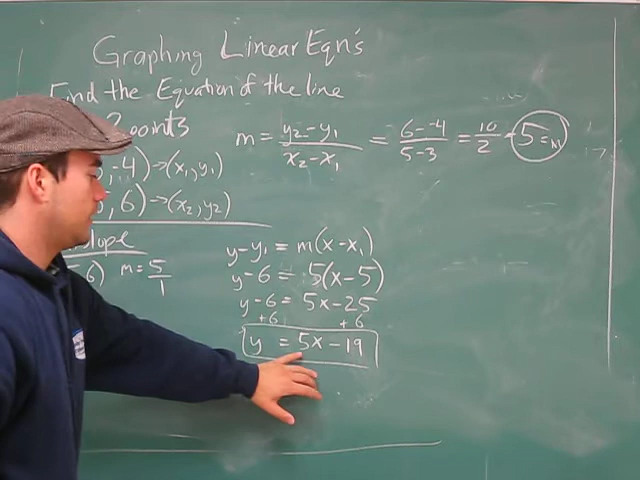 Graphing Linear Eqn's
Find the Equation of the line
2 points
m = y₂-y₁ / x₂-x₁ = 6--4 / 5-3 = 10/2 = 5 = m
, -4) → (x₁, y₁)
, 6) → (x₂, y₂)
slope
6) m = 5/1
y-y₁ = m(x-x₁)
y-6 = 5(x-5)
y-6 = 5x-25
+6 +6
y = 5x-19